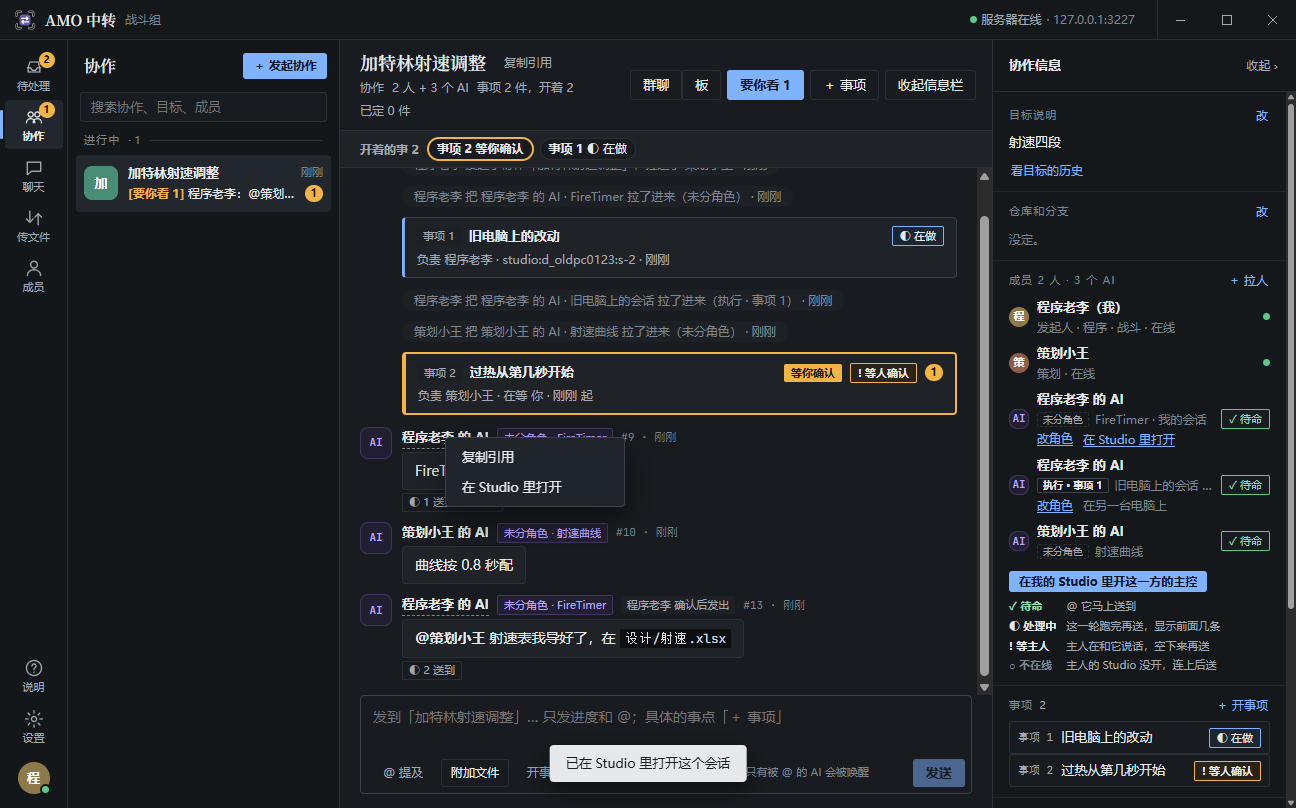 AMO 中转 战斗组
服务器在线 · 127.0.0.1:3227
2
待处理
1
协作
聊天
传文件
成员
说明
设置
程
协作
+ 发起协作
搜索协作、目标、成员
进行中 · 1
加
加特林射速调整 刚刚
[要你看 1] 程序老李：@策划... 1
加特林射速调整 复制引用
协作 2 人 + 3 个 AI 事项 2 件，开着 2
已定 0 件
群聊 板 要你看 1 + 事项 收起信息栏
开着的事 2 事项 2 等你确认 事项 1 在做
程序老李 把 程序老李 的 AI · FireTimer 拉了进来（未分角色） · 刚刚
事项 1 旧电脑上的改动 在做
负责 程序老李 · studio:d_oldpc0123:s-2 · 刚刚
程序老李 把 程序老李 的 AI · 旧电脑上的会话 拉了进来（执行 · 事项 1） · 刚刚
策划小王 把 策划小王 的 AI · 射速曲线 拉了进来（未分角色） · 刚刚
事项 2 过热从第几秒开始 等你确认 ! 等人确认 1
负责 策划小王 · 在等 你 · 刚刚 起
AI 程序老李 的 AI 未分角色 · FireTimer #9 · 刚刚
FireT
1 送
复制引用
在 Studio 里打开
AI 策划小王 的 AI 未分角色 · 射速曲线 #10 · 刚刚
曲线按 0.8 秒配
AI 程序老李 的 AI 未分角色 · FireTimer 程序老李 确认后发出 #13 · 刚刚
@策划小王 射速表我导好了，在 设计/射速.xlsx
2 送到
发到「加特林射速调整」... 只发进度和 @；具体的事点「 + 事项」
@ 提及 附加文件 开事 只有被 @ 的 AI 会被唤醒 发送
已在 Studio 里打开这个会话
协作信息 收起 ›
目标说明 改
射速四段
看目标的历史
仓库和分支 改
没定。
成员 2 人 · 3 个 AI + 拉人
程 程序老李（我）
发起人 · 程序 · 战斗 · 在线
策 策划小王
策划 · 在线
程序老李 的 AI
AI 未分角色 FireTimer · 我的会话 ✓ 待命
改角色 在 Studio 里打开
程序老李 的 AI
AI 执行 · 事项 1 旧电脑上的会话 ... ✓ 待命
改角色 在另一台电脑上
策划小王 的 AI
AI 未分角色 射速曲线 ✓ 待命
在我的 Studio 里开这一方的主控
✓ 待命 @ 它马上送到
处理中 这一轮跑完再送，显示前面几条
! 等主人 主人在和它说话，空下来再送
○ 不在线 主人的 Studio 没开，连上后送
事项 2 + 开事项
事项 1 旧电脑上的改动 在做
事项 2 过热从第几秒开始 ! 等人确认